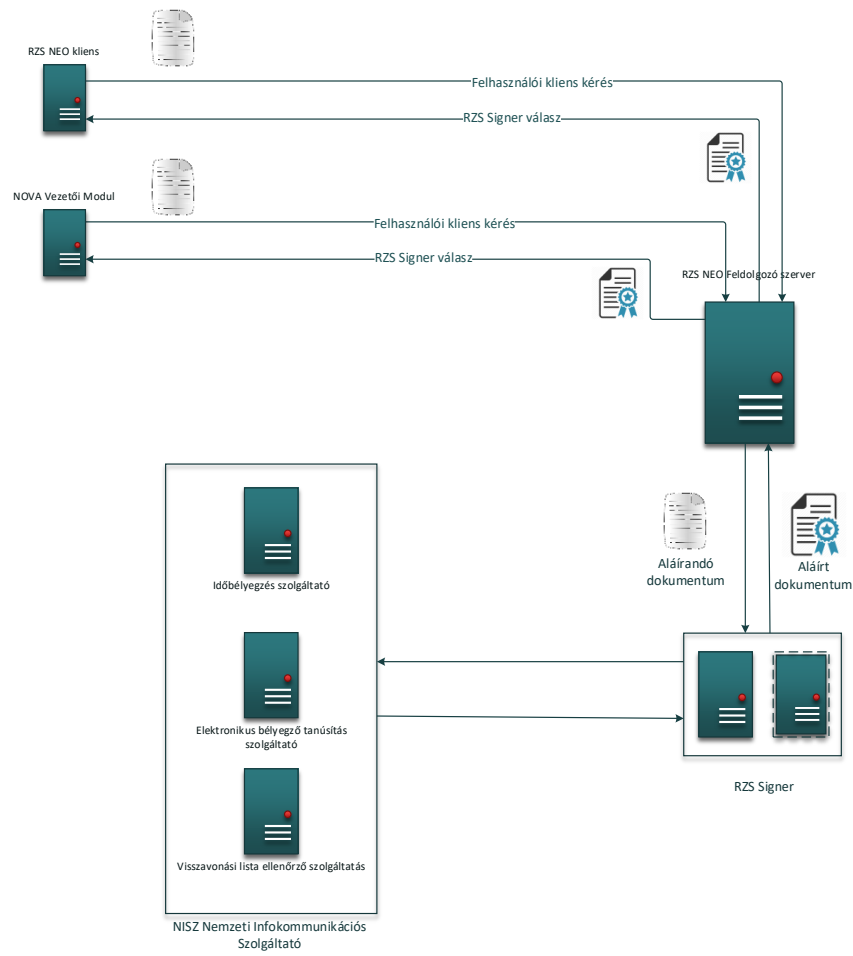 RZS NEO kliens
Felhasználói kliens kérés
RZS Signer válasz
NOVA Vezetői Modul
Felhasználói kliens kérés
RZS Signer válasz
RZS NEO Feldolgozó szerver
Időbélyegzés szolgáltató
Aláírandó
dokumentum
Aláírt
dokumentum
Elektronikus bélyegző tanúsítás
szolgáltató
RZS Signer
Visszavonási lista ellenőrző szolgáltatás
NISZ Nemzeti Infokommunikációs
Szolgáltató